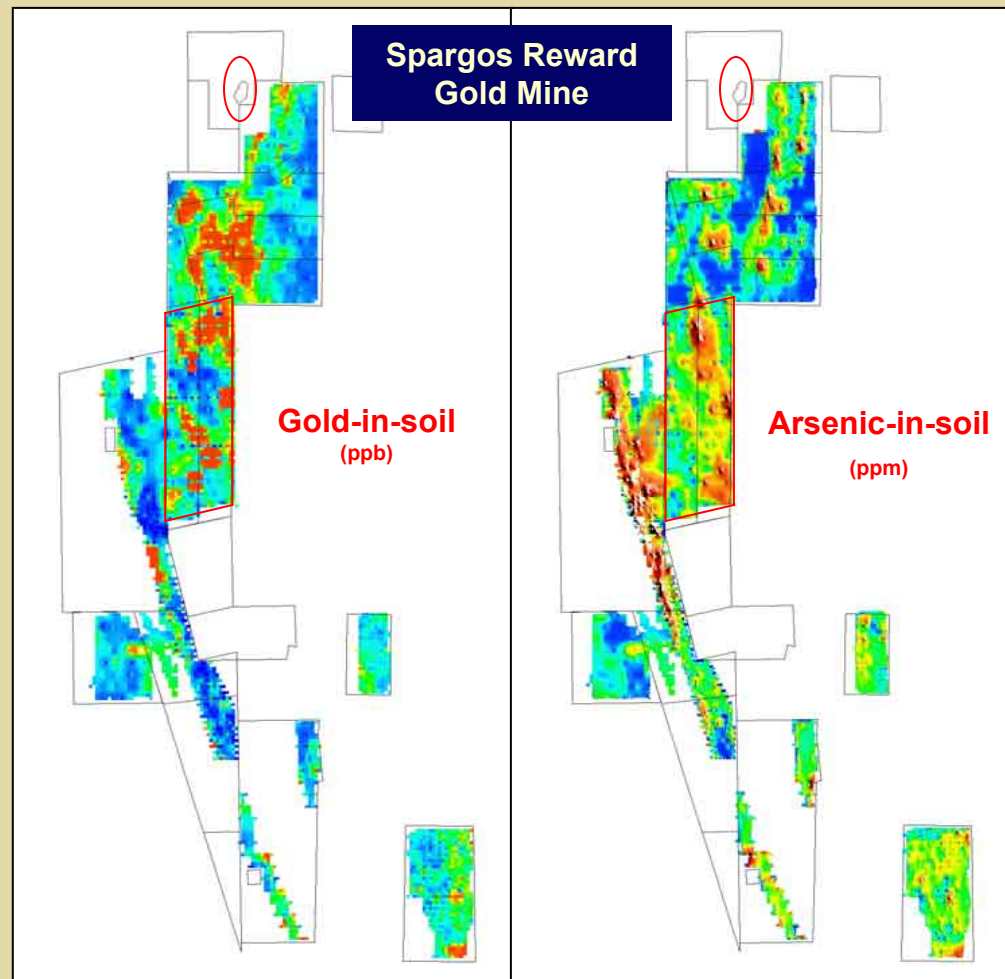 Spargos Reward
Gold Mine
Gold-in-soil
(ppb)
Arsenic-in-soil
(ppm)